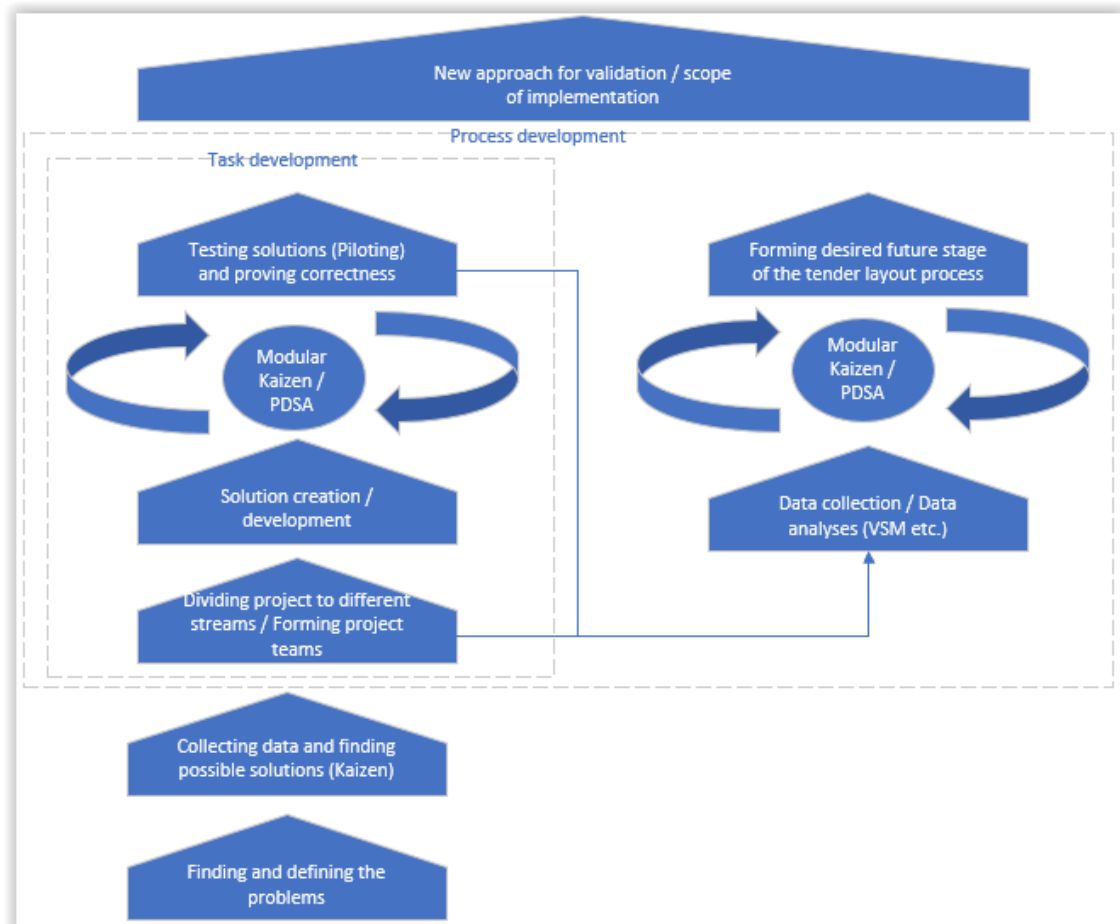 New approach for validation / scope
of implementation
Process development
Task development
Testing solutions (Piloting)
and proving correctness
Forming desired future stage
of the tender layout process
Modular
Kaizen /
PDSA
Modular
Kaizen /
PDSA
Solution creation /
development
Data collection / Data
analyses (VSM etc.)
Dividing project to different
streams / Forming project
teams
Collecting data and finding
possible solutions (Kaizen)
Finding and defining the
problems